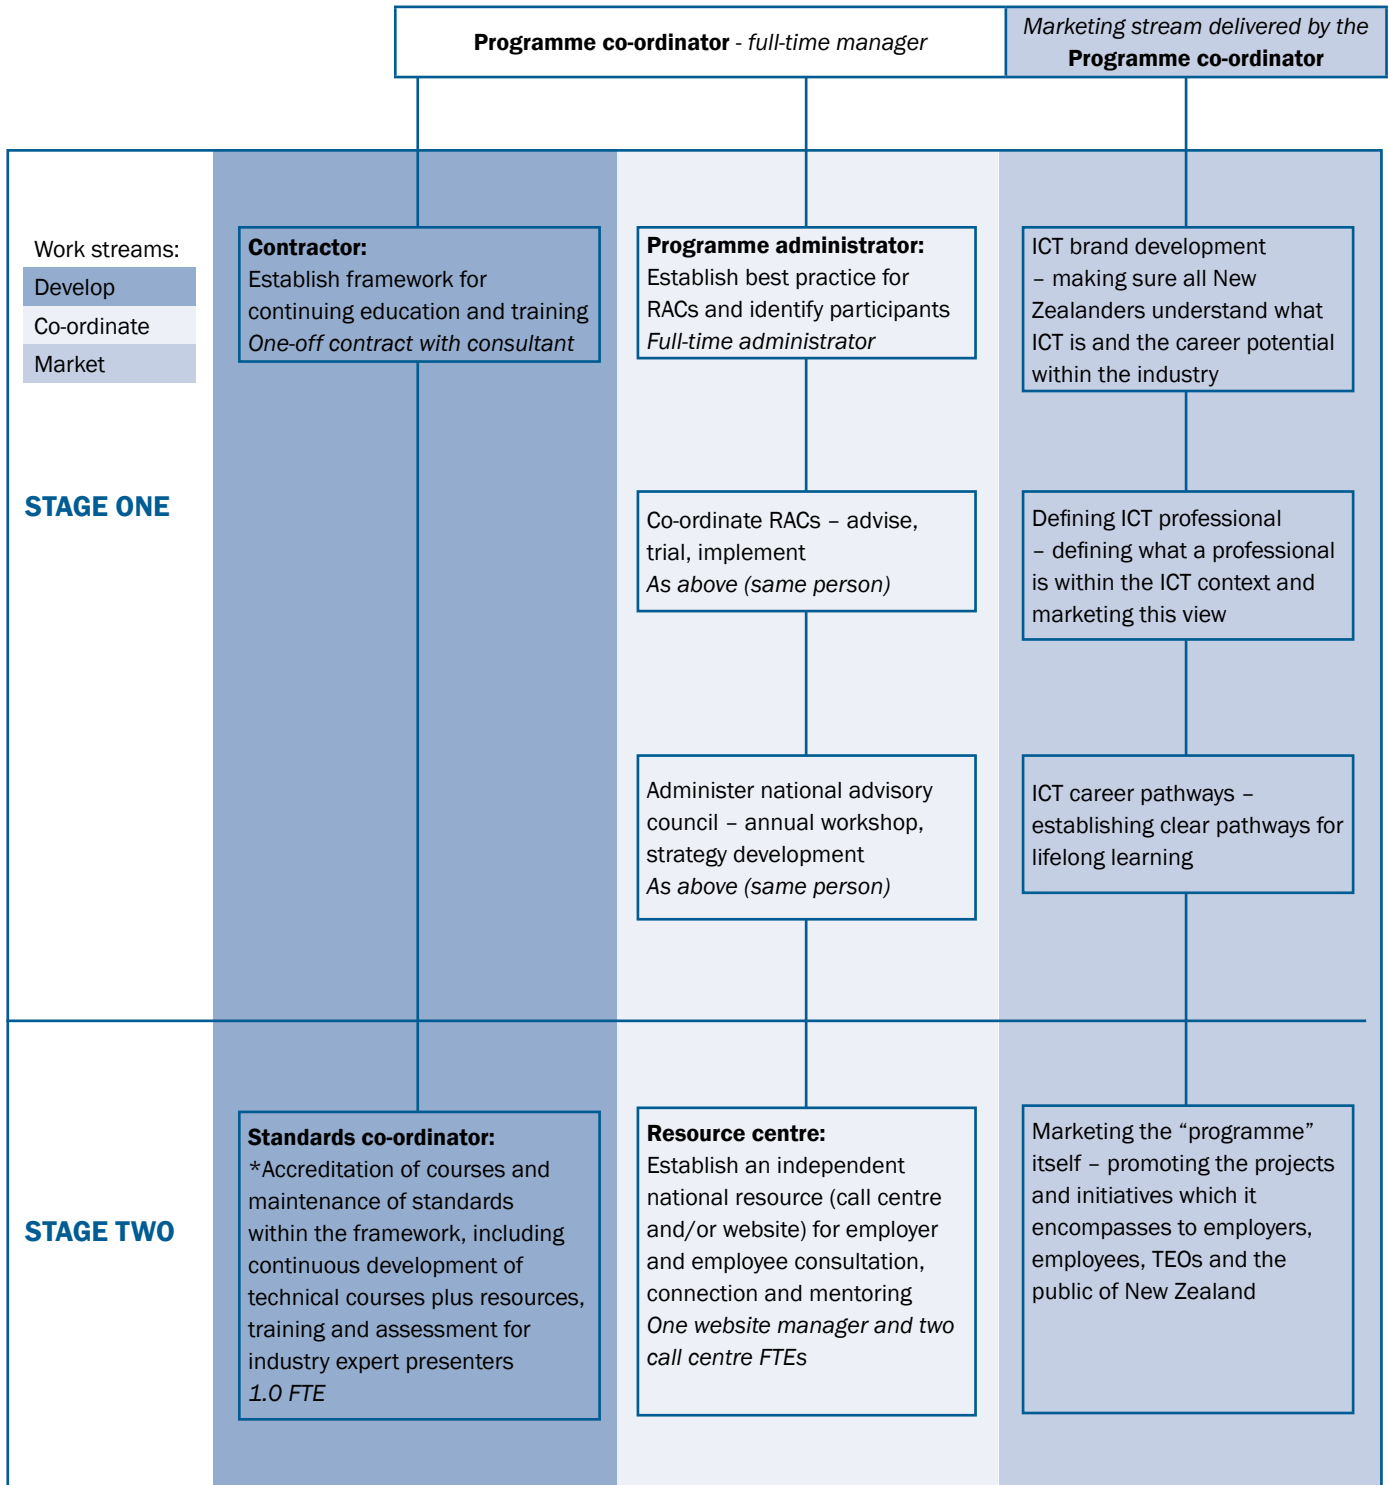 Programme co-ordinator - full-time manager
Marketing stream delivered by the
Programme co-ordinator
Work streams:
Develop
Co-ordinate
Market
STAGE ONE
Contractor:
Establish framework for
continuing education and training
One-off contract with consultant
Programme administrator:
Establish best practice for
RACs and identify participants
Full-time administrator
ICT brand development
– making sure all New
Zealanders understand what
ICT is and the career potential
within the industry
Co-ordinate RACs – advise,
trial, implement
As above (same person)
Defining ICT professional
– defining what a professional
is within the ICT context and
marketing this view
Administer national advisory
council – annual workshop,
strategy development
As above (same person)
ICT career pathways –
establishing clear pathways for
lifelong learning
STAGE TWO
Standards co-ordinator:
*Accreditation of courses and
maintenance of standards
within the framework, including
continuous development of
technical courses plus resources,
training and assessment for
industry expert presenters
1.0 FTE
Resource centre:
Establish an independent
national resource (call centre
and/or website) for employer
and employee consultation,
connection and mentoring
One website manager and two
call centre FTEs
Marketing the “programme”
itself – promoting the projects
and initiatives which it
encompasses to employers,
employees, TEOs and the
public of New Zealand